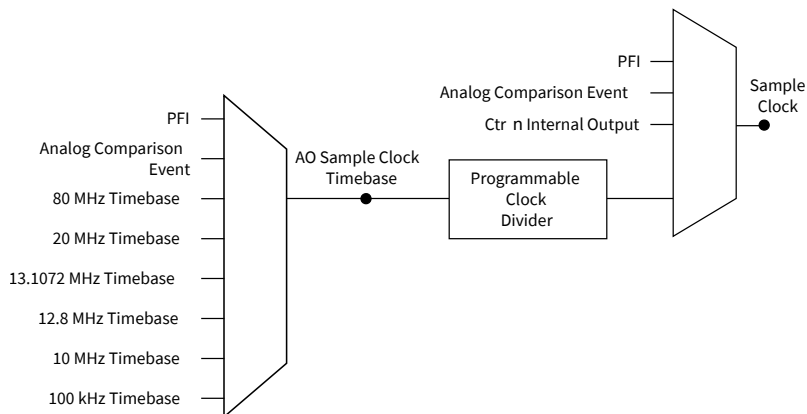 PFI
Analog Comparison Event
Ctr n Internal Output
Sample
Clock
PFI
Analog Comparison
Event
80 MHz Timebase
20 MHz Timebase
13.1072 MHz Timebase
12.8 MHz Timebase
10 MHz Timebase
100 kHz Timebase
AO Sample Clock
Timebase
Programmable
Clock
Divider